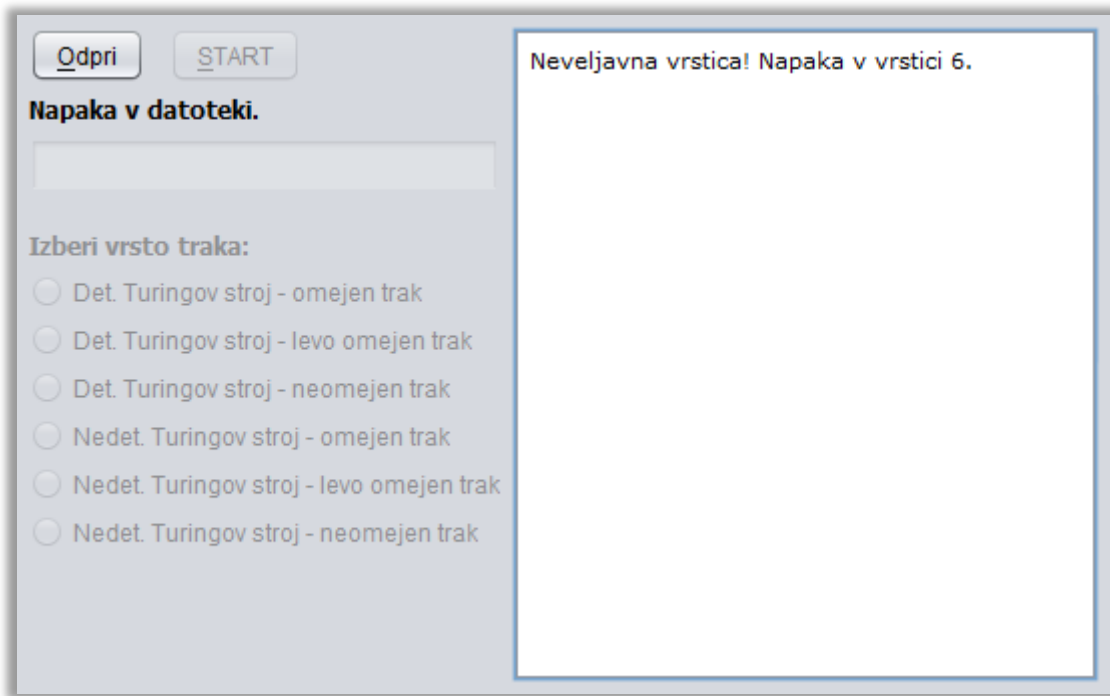 Odpri START
Napaka v datoteki.
Izberi vrsto traka:
Det. Turingov stroj - omejen trak
Det. Turingov stroj - levo omejen trak
Det. Turingov stroj - neomejen trak
Nedet. Turingov stroj - omejen trak
Nedet. Turingov stroj - levo omejen trak
Nedet. Turingov stroj - neomejen trak
Neveljavna vrstica! Napaka v vrstici 6.